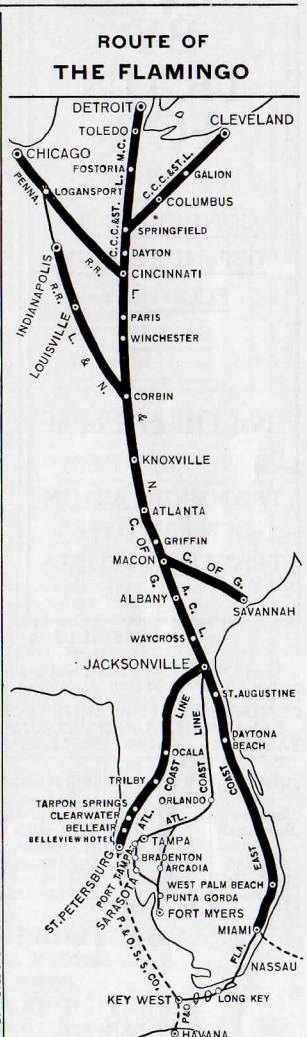 ROUTE OF
THE FLAMINGO
DETROIT
TOLEDO
CLEVELAND
M.C.
CHICAGO
FOSTORIA
C.C.C.&ST.L.
GALION
PENNA.
LOGANSPORT
COLUMBUS
C.C.C.&ST.L.
SPRINGFIELD
DAYTON
R.R.
CINCINNATI
INDIANAPOLIS
R.R.
LOUISVILLE
L. & N.
PARIS
WINCHESTER
CORBIN
L. & N.
KNOXVILLE
ATLANTA
C. OF G.
GRIFFIN
MACON
C. OF G.
ALBANY
A.C.L.
SAVANNAH
WAYCROSS
JACKSONVILLE
ST. AUGUSTINE
LINE
LINE
OCALA
COAST
DAYTONA
BEACH
COAST
TRILBY
COAST
ORLANDO
TARPON SPRINGS
CLEARWATER
BELLEAIR
BELLEVIEW HOTEL
ATL.
ATL.
TAMPA
EAST
ST. PETERSBURG
PORT TAMPA
BRADENTON
SARASOTA
ARCADIA
WEST PALM BEACH
PUNTA GORDA
FORT MYERS
MIAMI
P. & O. S. S. CO.
FLA.
NASSAU
KEY WEST
LONG KEY
P&O
HAVANA